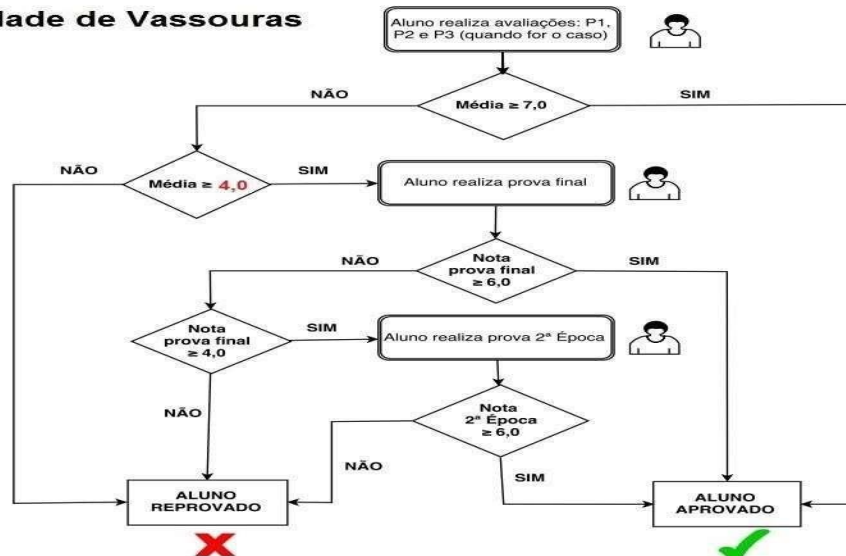 dade de Vassouras
Aluno realiza avaliações: P1,
P2 e P3 (quando for o caso)
NÃO
Média ≥ 7,0
SIM
NÃO
Média ≥ 4,0
SIM
Aluno realiza prova final
NÃO
Nota
prova final
≥ 6,0
SIM
Nota
prova final
≥ 4,0
SIM
Aluno realiza prova 2ª Época
NÃO
Nota
2ª Época
≥ 6,0
NÃO
SIM
ALUNO
REPROVADO
ALUNO
APROVADO